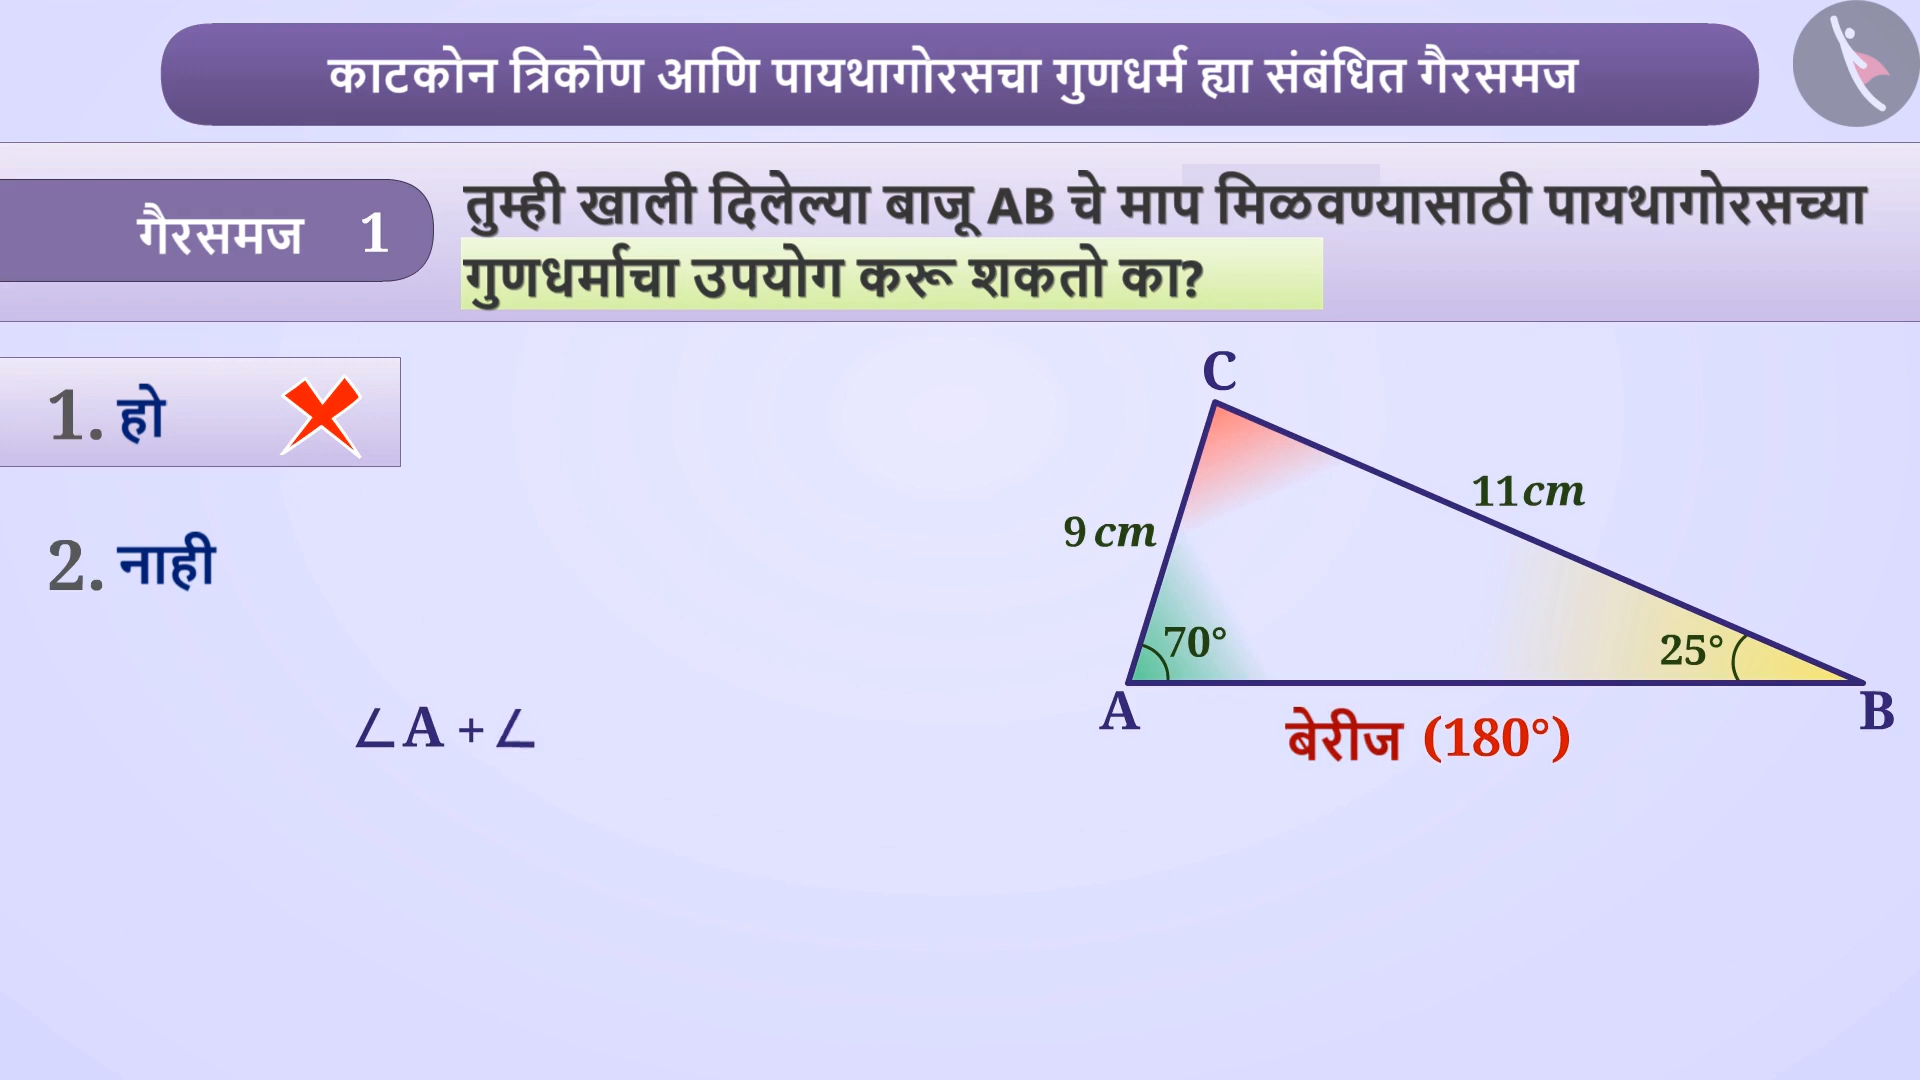 काटकोन त्रिकोण आणि पायथागोरसचा गुणधर्म ह्या संबंधित गैरसमज
गैरसमज 1
तुम्ही खाली दिलेल्या बाजू AB चे माप मिळवण्यासाठी पायथागोरसच्या
गुणधर्माचा उपयोग करू शकतो का?
1. हो
2. नाही
C
11 cm
9 cm
70°
25°
A
B
∠A + ∠
बेरीज (180°)